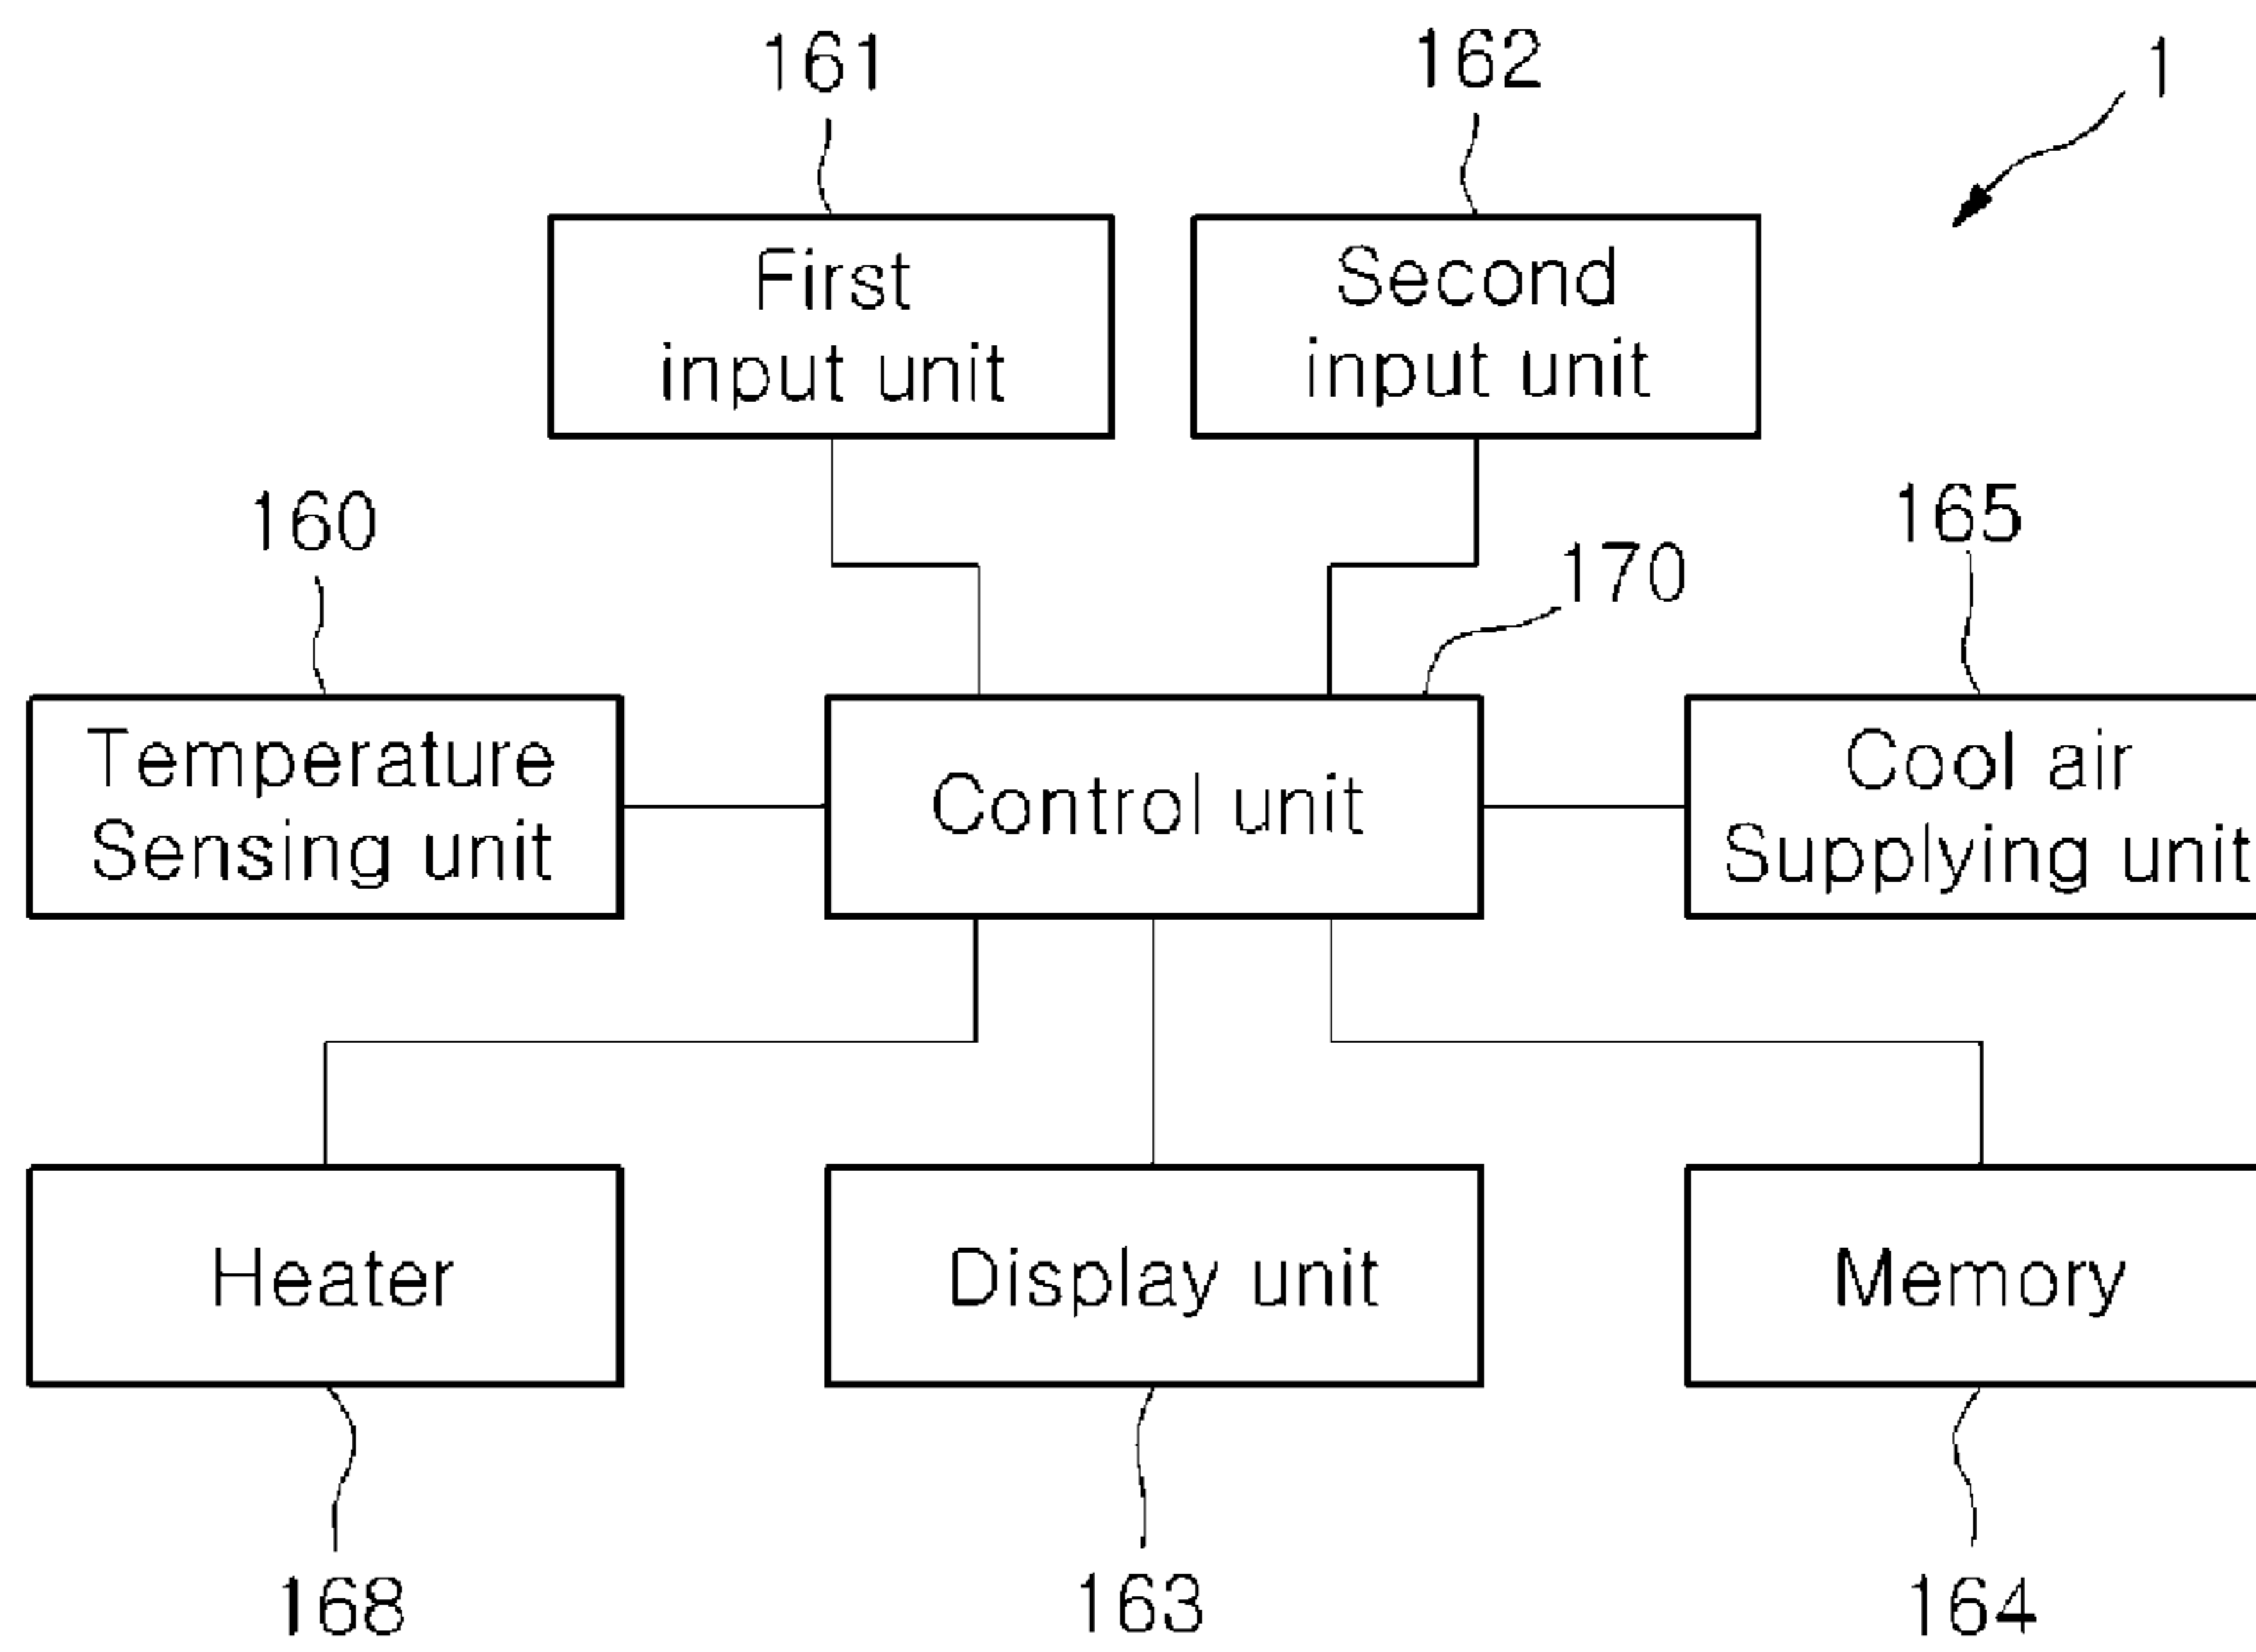 161
162
1
First
input unit
Second
input unit
160
170
165
Temperature
Sensing unit
Control unit
Cool air
Supplying unit
Heater
Display unit
Memory
168
163
164